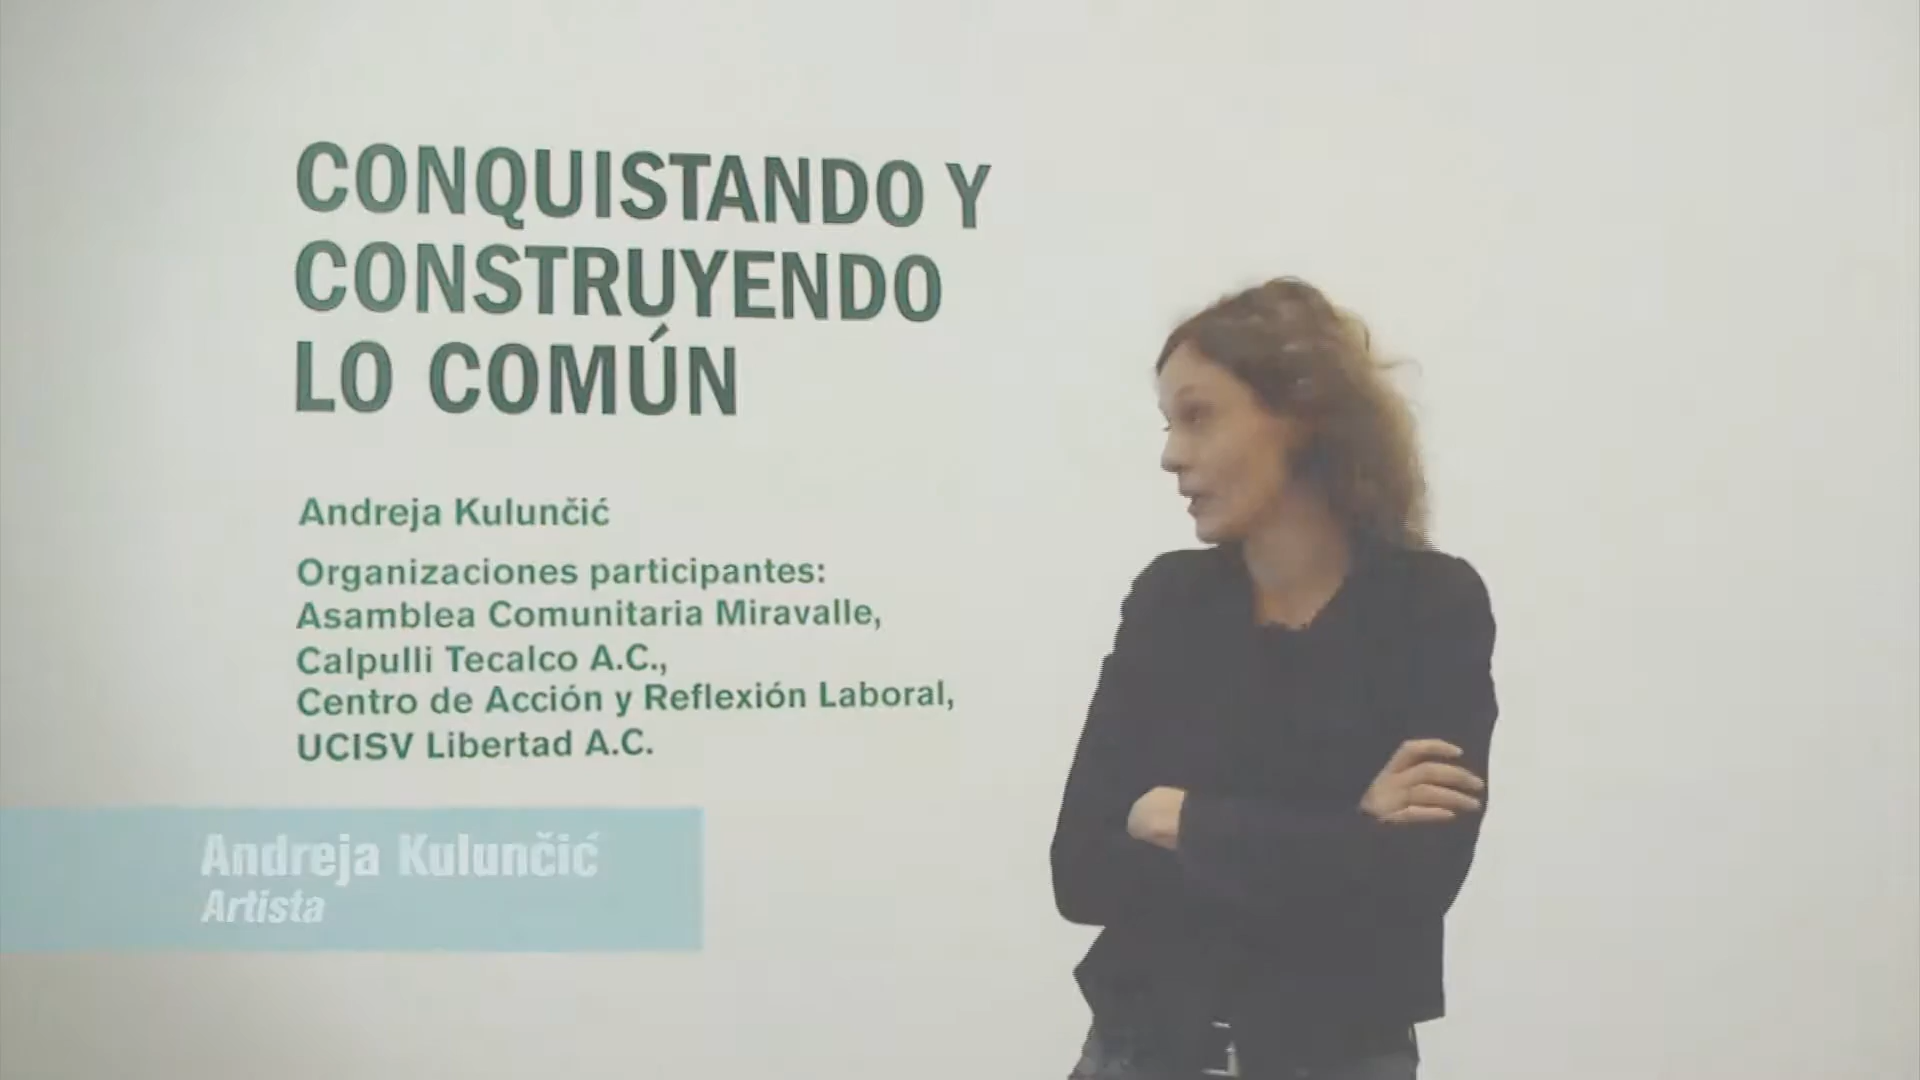 CONQUISTANDO Y
CONSTRUYENDO
LO COMÚN
Andreja Kulunčić
Organizaciones participantes:
Asamblea Comunitaria Miravalle,
Calpulli Tecalco A.C.,
Centro de Acción y Reflexión Laboral,
UCISV Libertad A.C.
Andreja Kulunčić
Artista